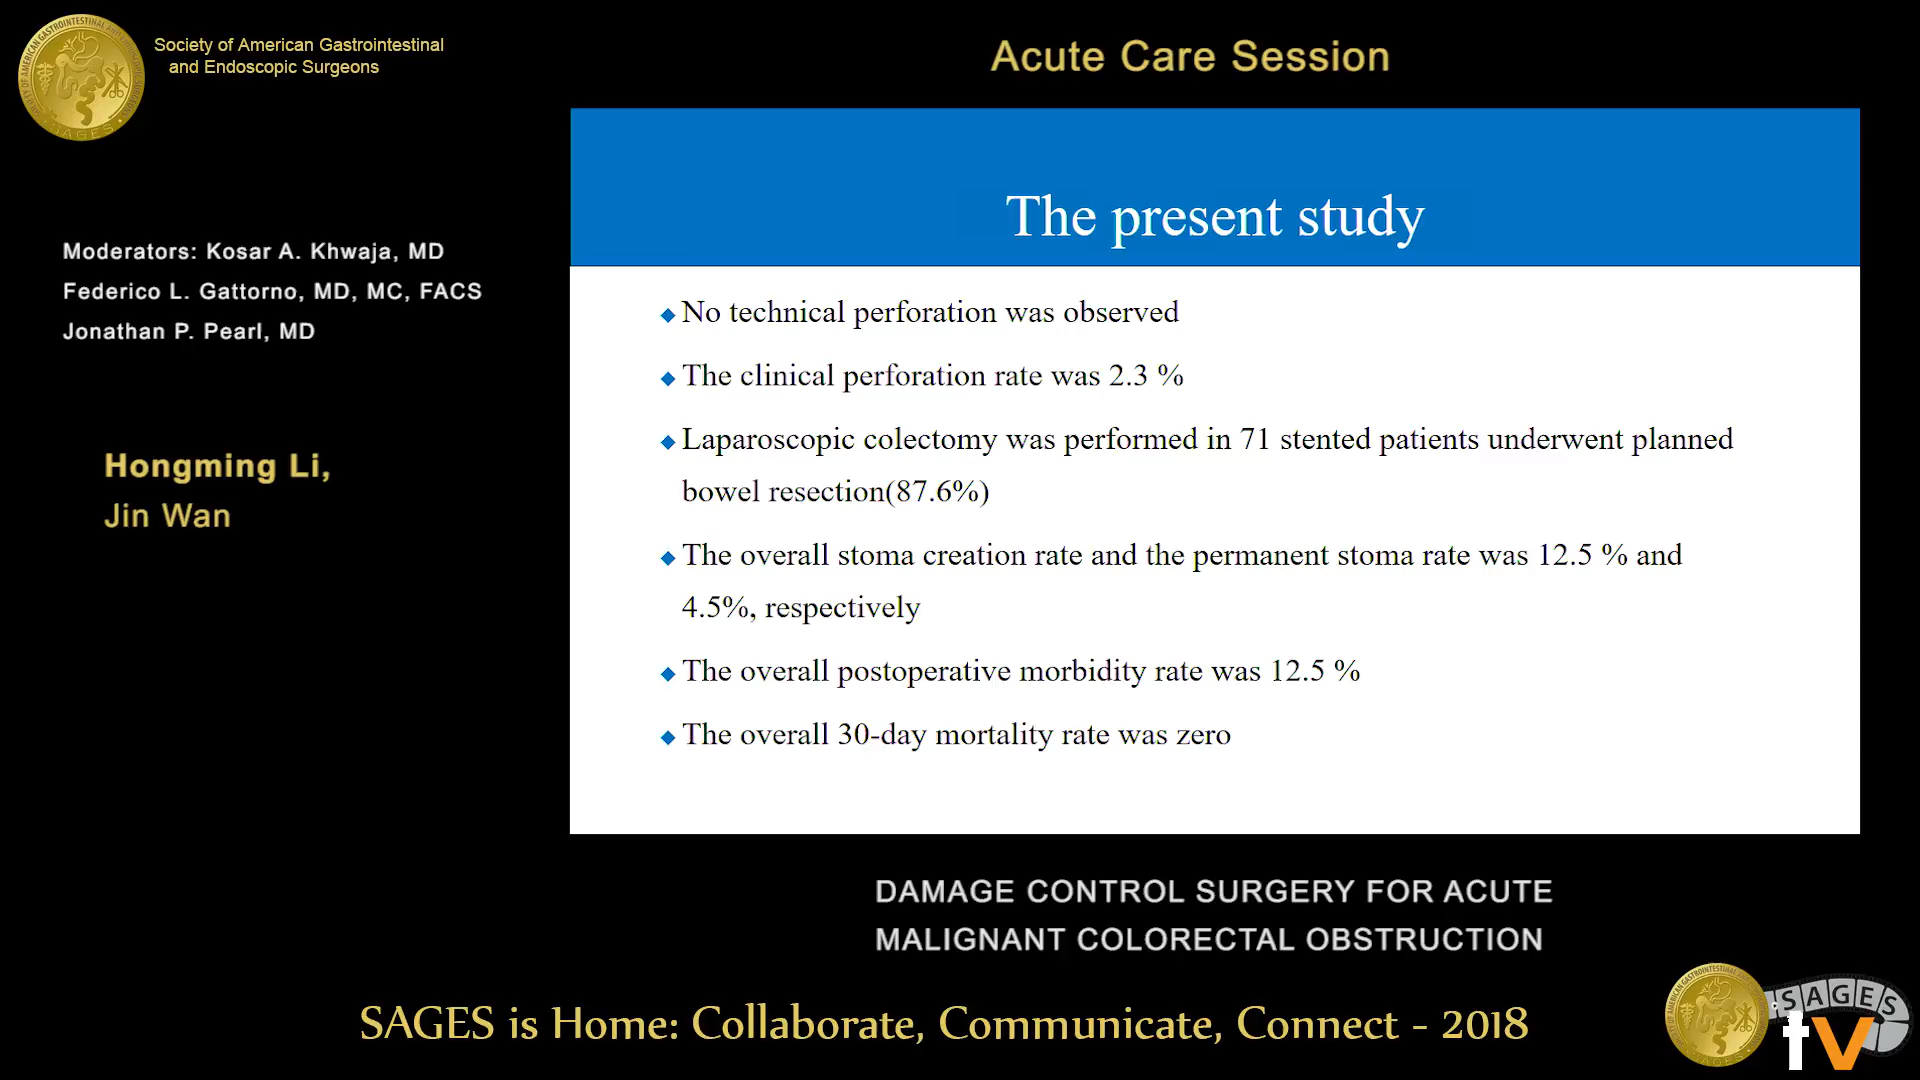 Society of American Gastrointestinal
and Endoscopic Surgeons
Acute Care Session
Moderators: Kosar A. Khwaja, MD
Federico L. Gattorno, MD, MC, FACS
Jonathan P. Pearl, MD
Hongming Li,
Jin Wan
The present study
No technical perforation was observed
The clinical perforation rate was 2.3 %
Laparoscopic colectomy was performed in 71 stented patients underwent planned
bowel resection(87.6%)
The overall stoma creation rate and the permanent stoma rate was 12.5 % and
4.5%, respectively
The overall postoperative morbidity rate was 12.5 %
The overall 30-day mortality rate was zero
DAMAGE CONTROL SURGERY FOR ACUTE
MALIGNANT COLORECTAL OBSTRUCTION
SAGES is Home: Collaborate, Communicate, Connect - 2018
SAGES
tv